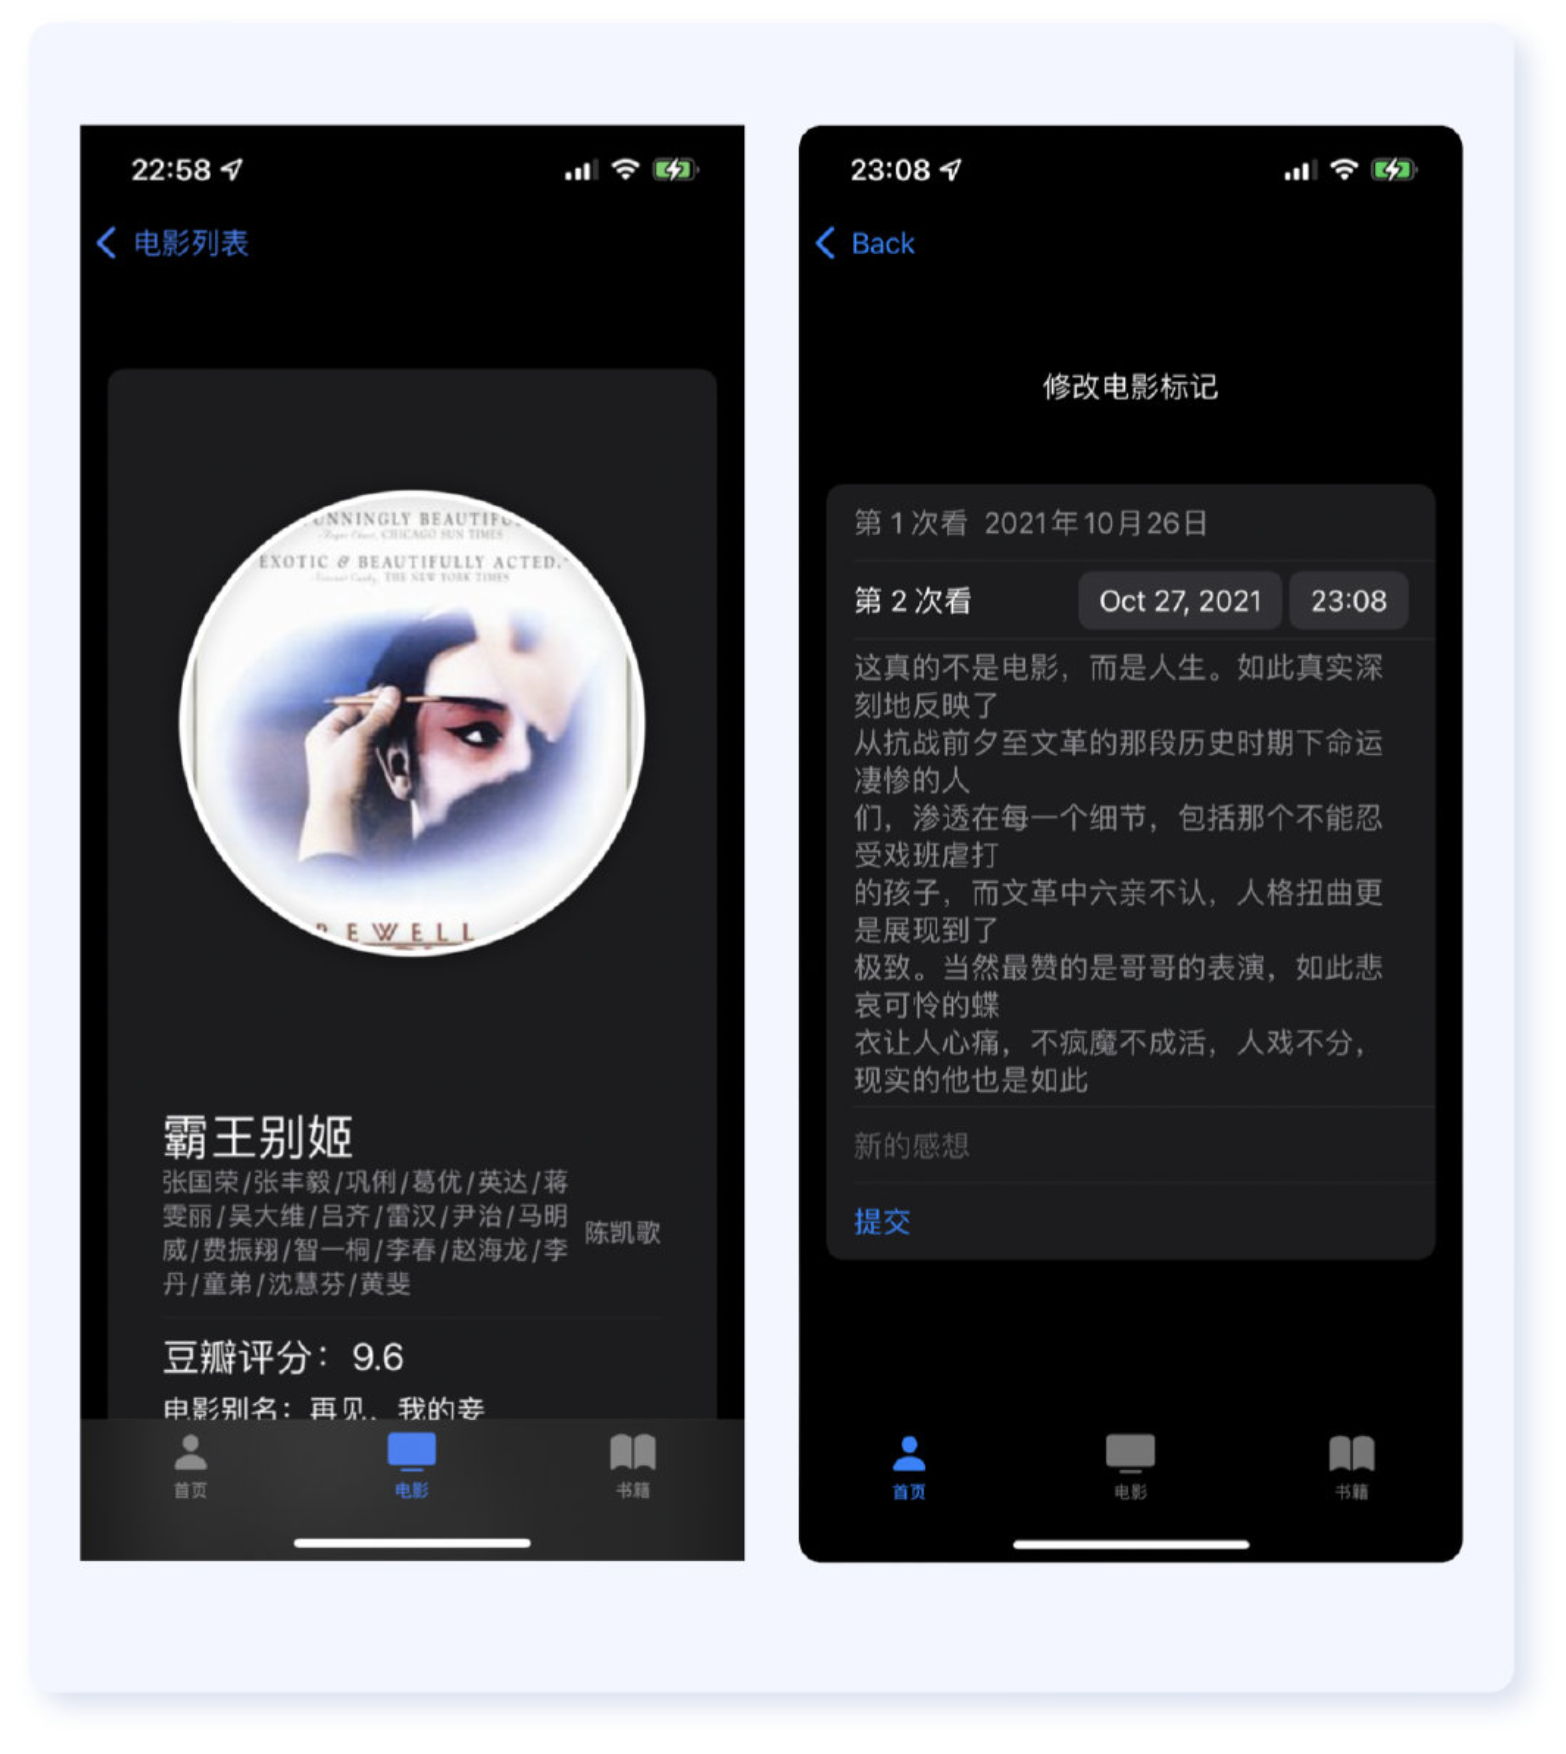 22:58
电影列表
UNNINGLY BEAUTIFU
CHICAGO SUN TIMES
EXOTIC & BEAUTIFULLY ACTED.
THE NEW YORK TIMES
EWELL
霸王别姬
张国荣/张丰毅/巩俐/葛优/英达/蒋
雯丽/吴大维/吕齐/雷汉/尹治/马明
威/费振翔/智一桐/李春/赵海龙/李
丹/童弟/沈慧芬/黄斐
陈凯歌
豆瓣评分：9.6
电影别名：再见，我的妾
首页
电影
书籍
23:08
Back
修改电影标记
第 1 次看 2021年10月26日
第 2 次看 Oct 27, 2021 23:08
这真的不是电影，而是人生。如此真实深
刻地反映了
从抗战前夕至文革的那段历史时期下命运
凄惨的人
们，渗透在每一个细节，包括那个不能忍
受戏班虐打
的孩子，而文革中六亲不认，人格扭曲更
是展现到了
极致。当然最赞的是哥哥的表演，如此悲
哀可怜的蝶
衣让人心痛，不疯魔不成活，人戏不分，
现实的他也是如此
新的感想
提交
首页
电影
书籍